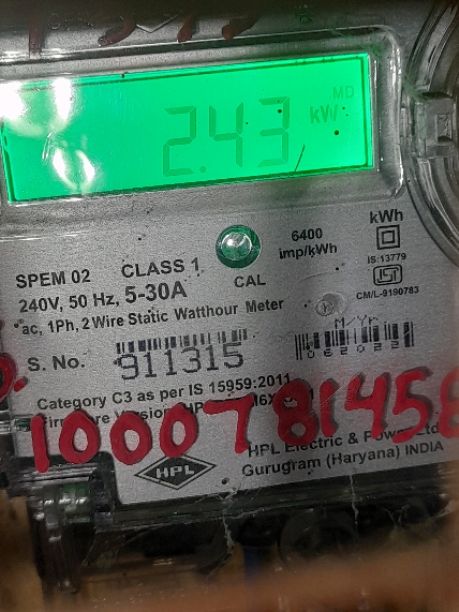 MD
2.43 kW
6400
imp/kWh
kWh
IS:13779
CM/L-9190783
SPEM 02 CLASS 1
CAL
240V, 50 Hz, 5-30A
ac, 1Ph, 2 Wire Static Watthour Meter
S. No.
911315
M/Yr
062022
Category C3 as per IS 15959:2011
100078145
HPL Electric & Power Ltd
Gurugram (Haryana) INDIA
HPL